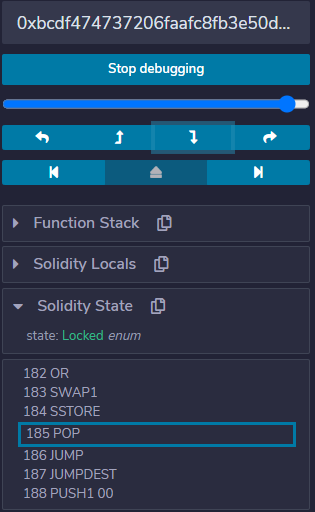 0xbcdf474737206faafc8fb3e50d...
Stop debugging
Function Stack
Solidity Locals
Solidity State
state: Locked enum
182 OR
183 SWAP1
184 SSTORE
185 POP
186 JUMP
187 JUMPDEST
188 PUSH1 00